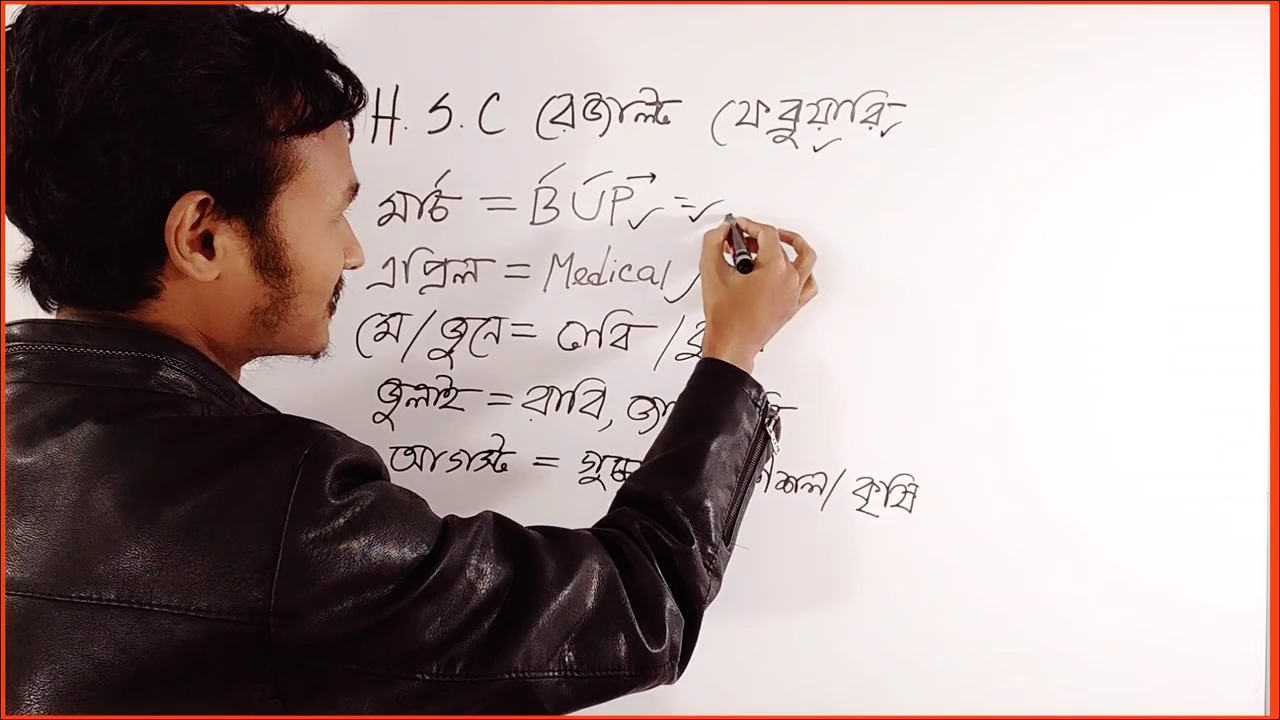 H.S.C রেজাল্ট ফেব্রুয়ারি
মার্চ = BUP =
এপ্রিল = Medical
মে/জুন = ঢাবি /
জুলাই = রাবি,
আগস্ট = / কৃষি